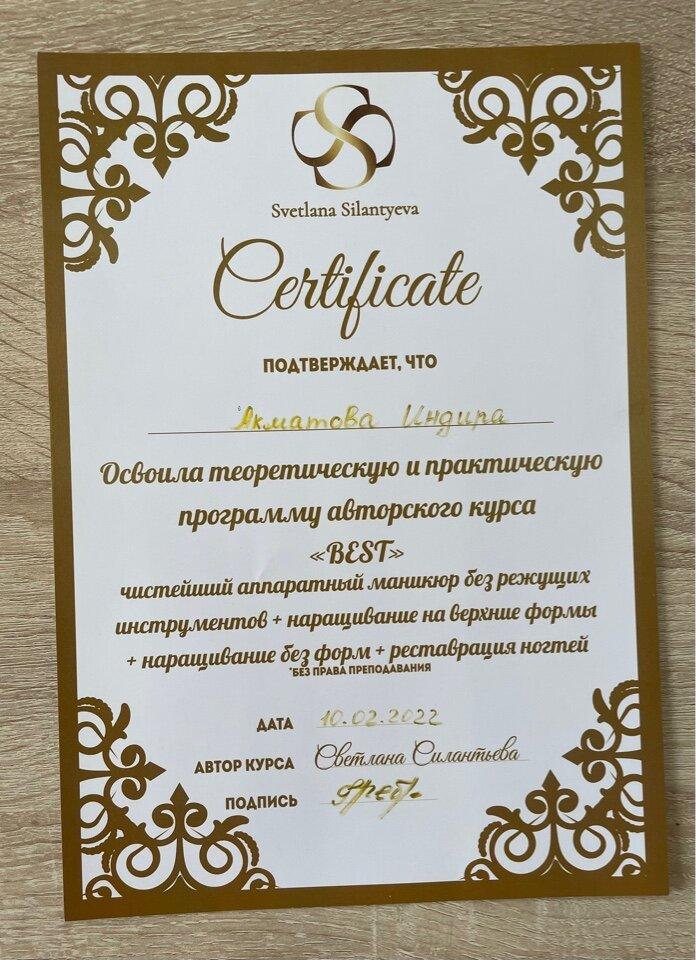 Svetlana Silantyeva
Certificate
ПОДТВЕРЖДАЕТ, ЧТО
Акматова Индира
Освоила теоретическую и практическую
программу авторского курса
«BEST»
чистейший аппаратный маникюр без режущих
инструментов + наращивание на верхние формы
+ наращивание без форм + реставрация ногтей
*БЕЗ ПРАВА ПРЕПОДАВАНИЯ
ДАТА 10.02.2022
АВТОР КУРСА Светлана Силантьева
ПОДПИСЬ